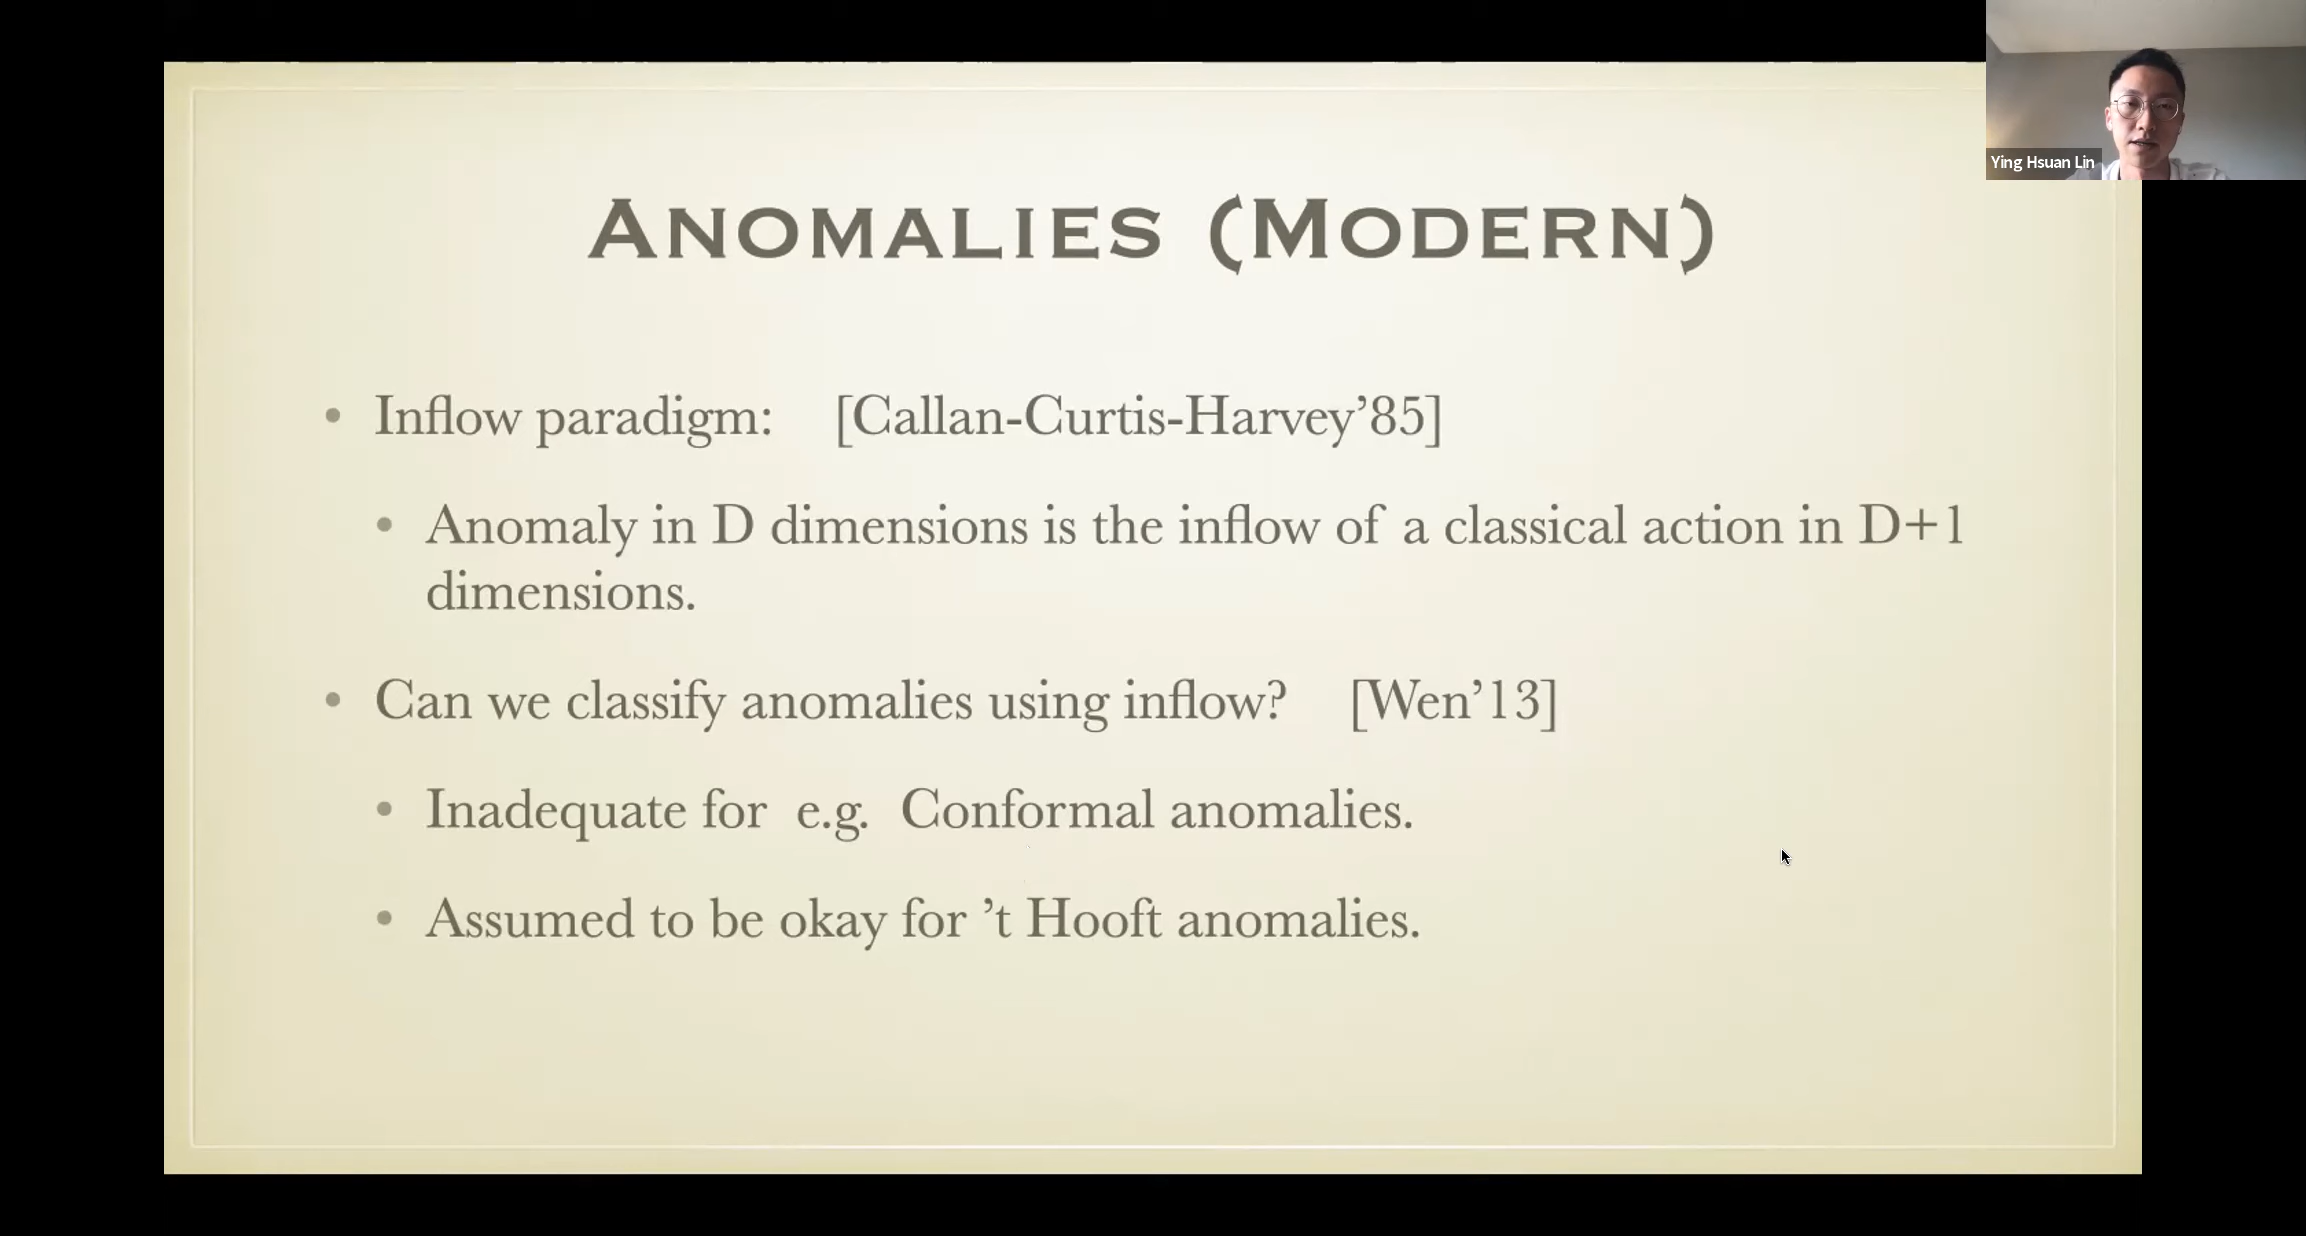 Ying Hsuan Lin
ANOMALIES (MODERN)
• Inflow paradigm: [Callan-Curtis-Harvey’85]
• Anomaly in D dimensions is the inflow of a classical action in D+1
dimensions.
• Can we classify anomalies using inflow? [Wen’13]
• Inadequate for e.g. Conformal anomalies.
• Assumed to be okay for ’t Hooft anomalies.